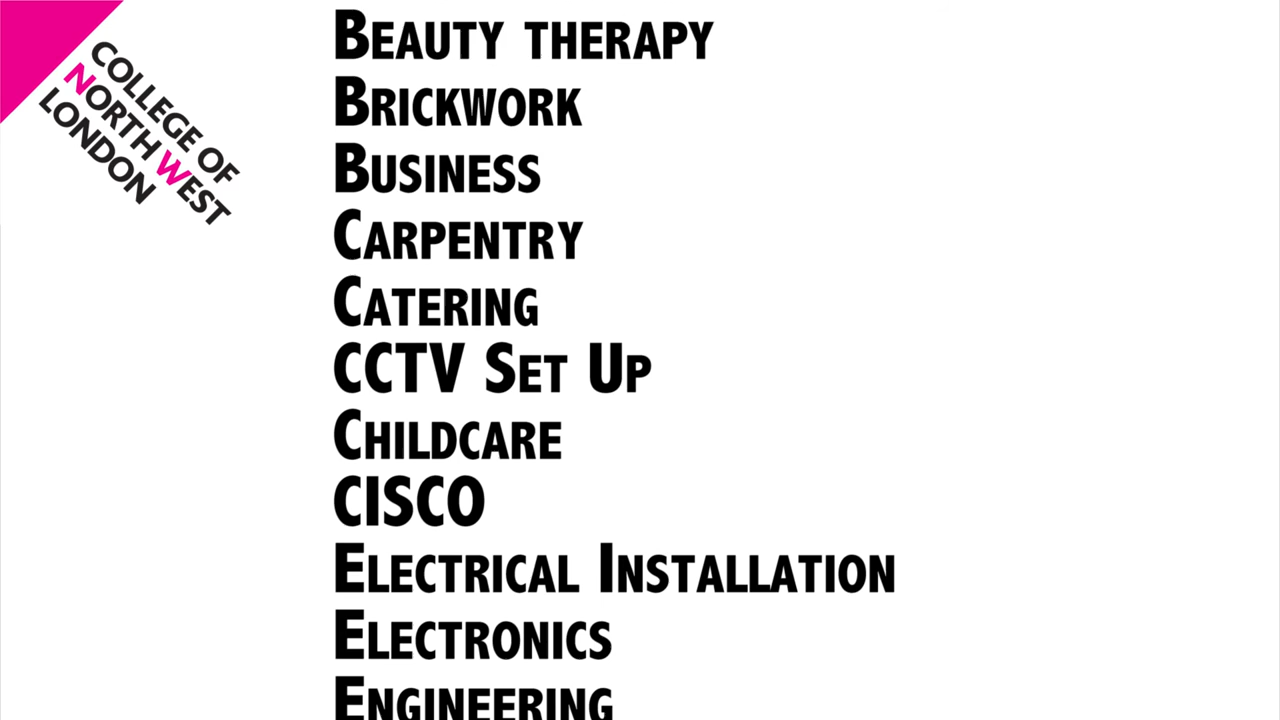 COLLEGE OF
NORTH WEST
LONDON
BEAUTY THERAPY
BRICKWORK
BUSINESS
CARPENTRY
CATERING
CCTV SET UP
CHILDCARE
CISCO
ELECTRICAL INSTALLATION
ELECTRONICS
ENGINEERING